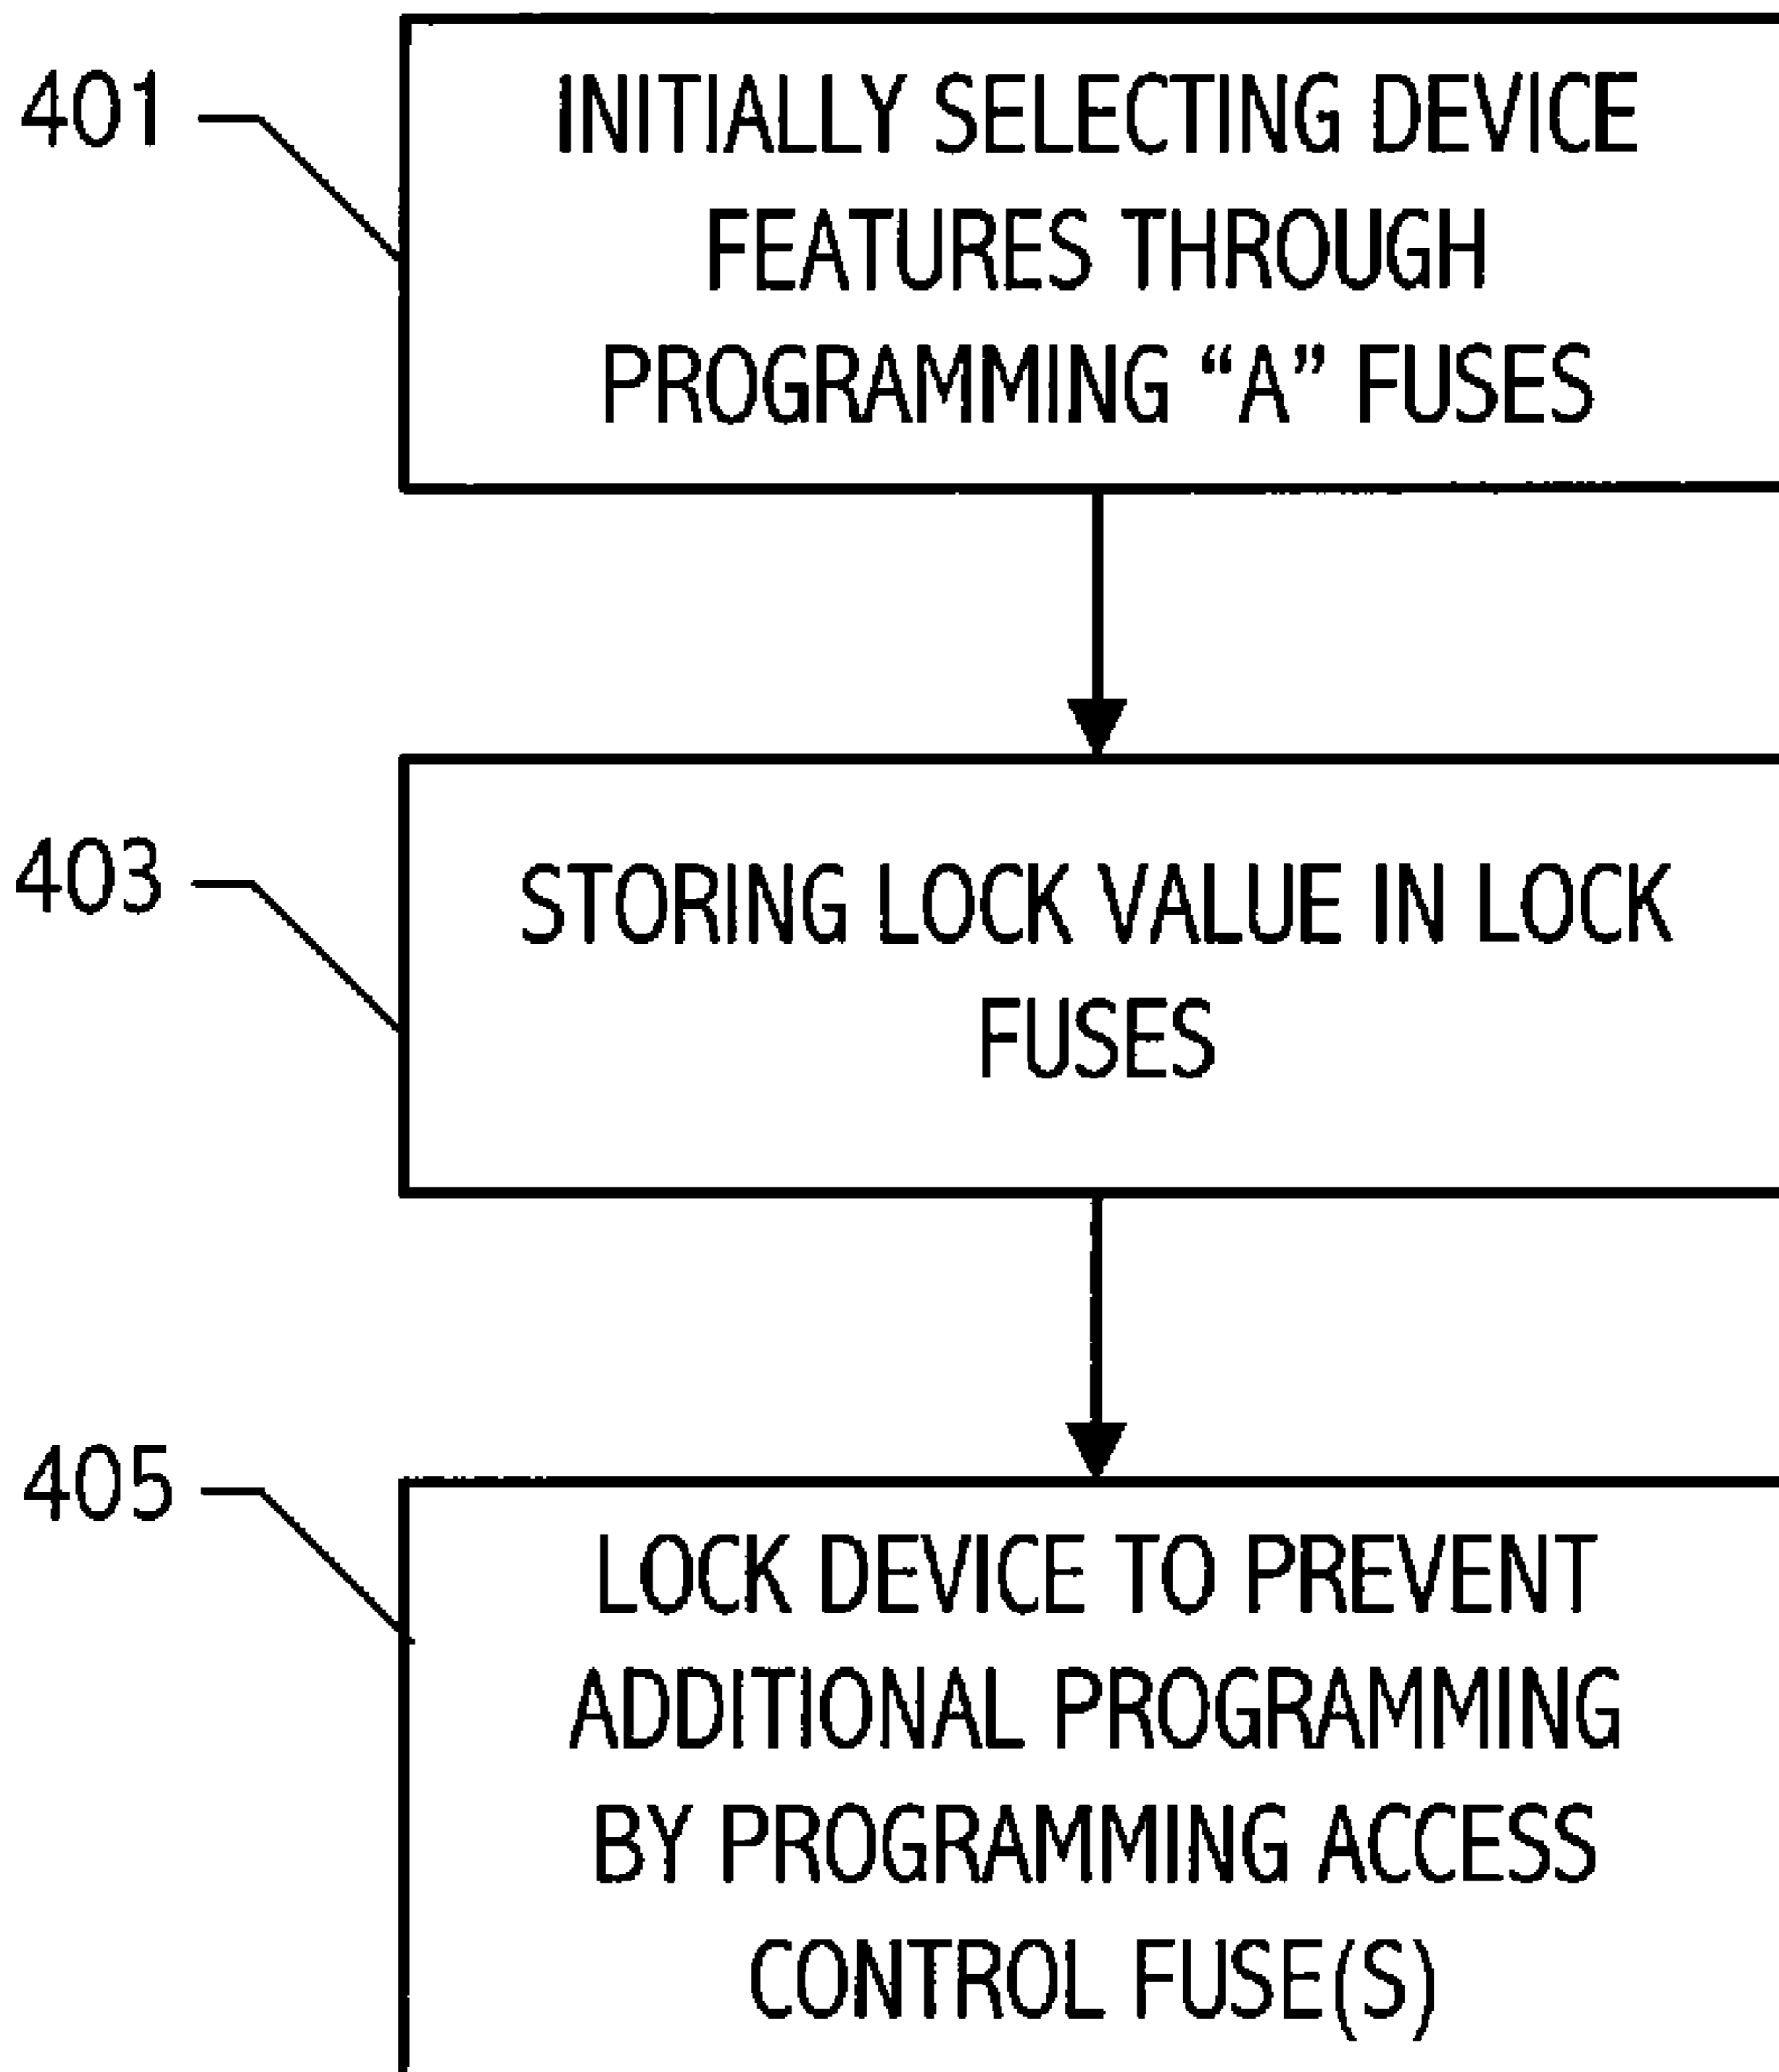 401
INITIALLY SELECTING DEVICE
FEATURES THROUGH
PROGRAMMING “A” FUSES
403
STORING LOCK VALUE IN LOCK
FUSES
405
LOCK DEVICE TO PREVENT
ADDITIONAL PROGRAMMING
BY PROGRAMMING ACCESS
CONTROL FUSE(S)